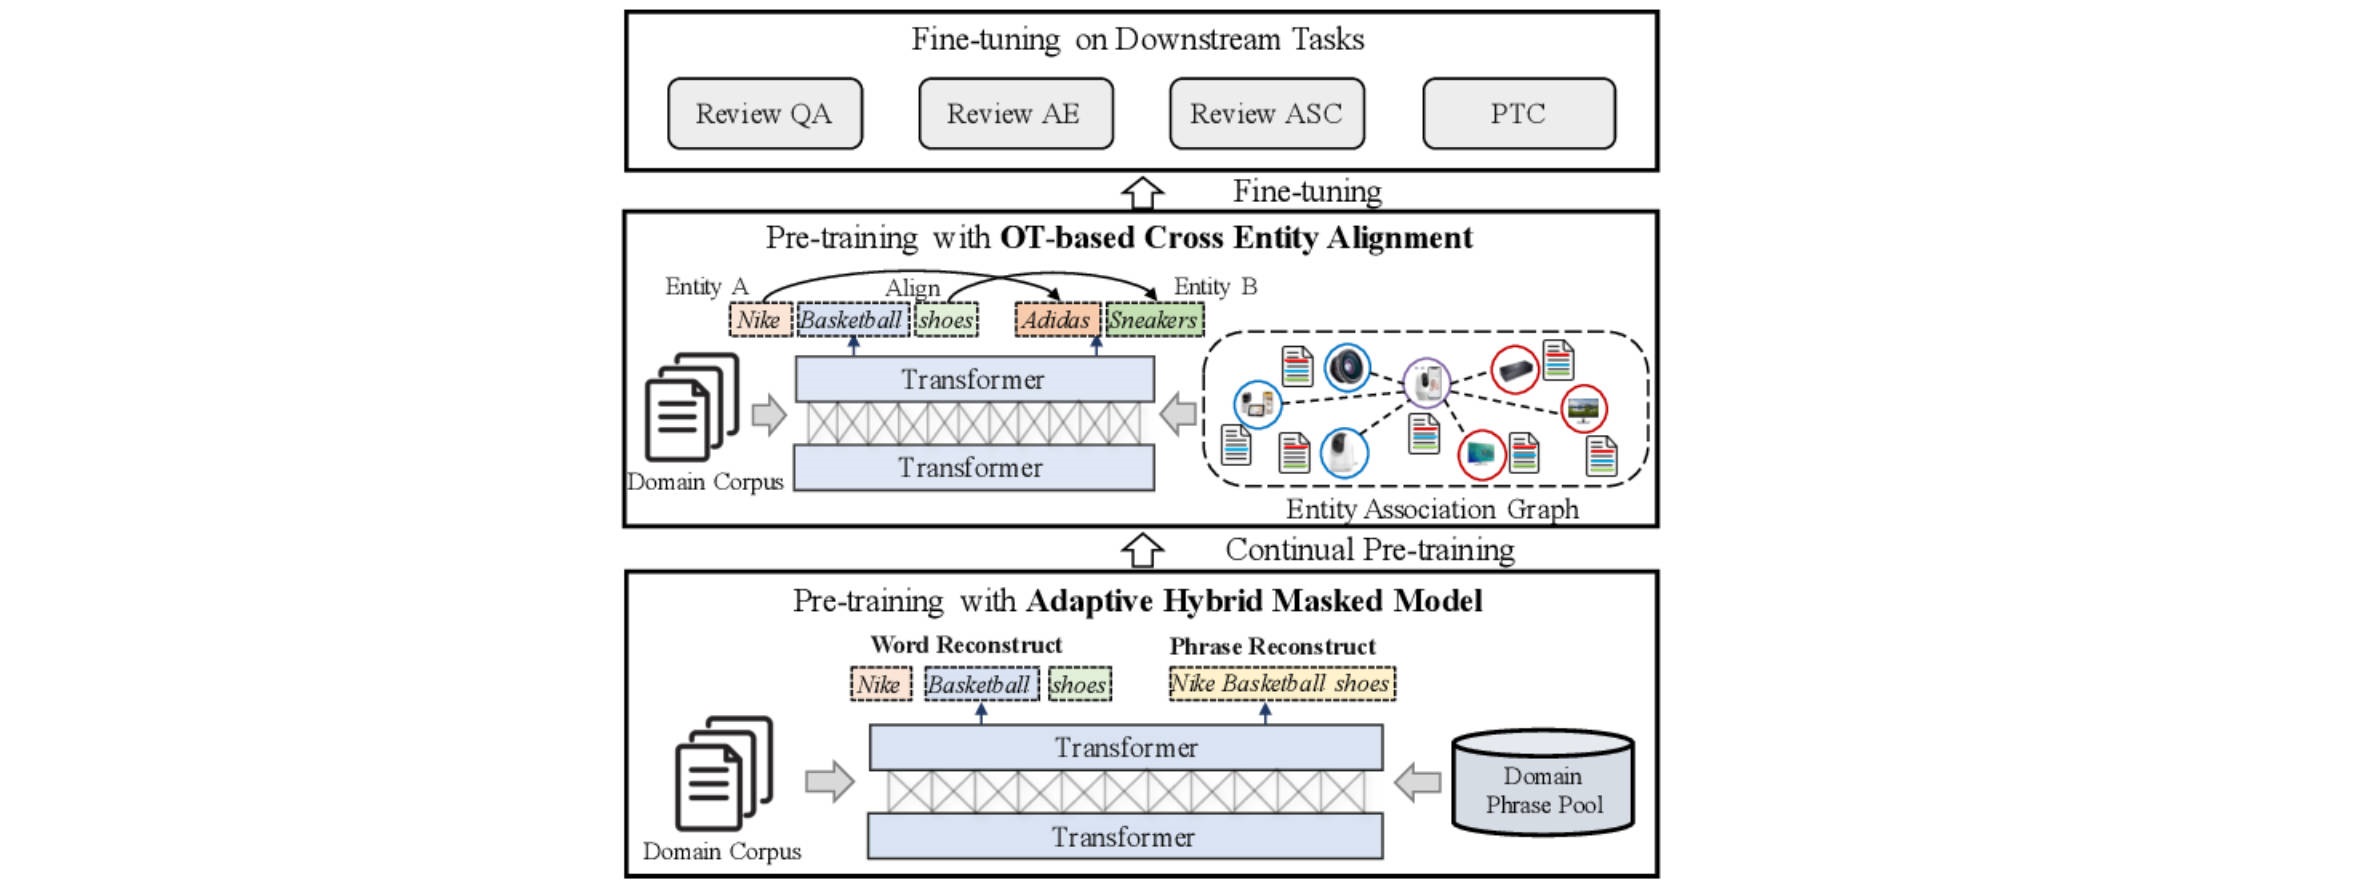 Fine-tuning on Downstream Tasks
Review QA
Review AE
Review ASC
PTC
Fine-tuning
Pre-training with OT-based Cross Entity Alignment
Entity A
Align
Entity B
Nike
Basketball
shoes
Adidas
Sneakers
Transformer
Transformer
Domain Corpus
Entity Association Graph
Continual Pre-training
Pre-training with Adaptive Hybrid Masked Model
Word Reconstruct
Phrase Reconstruct
Nike
Basketball
shoes
Nike Basketball shoes
Transformer
Transformer
Domain Corpus
Domain
Phrase Pool